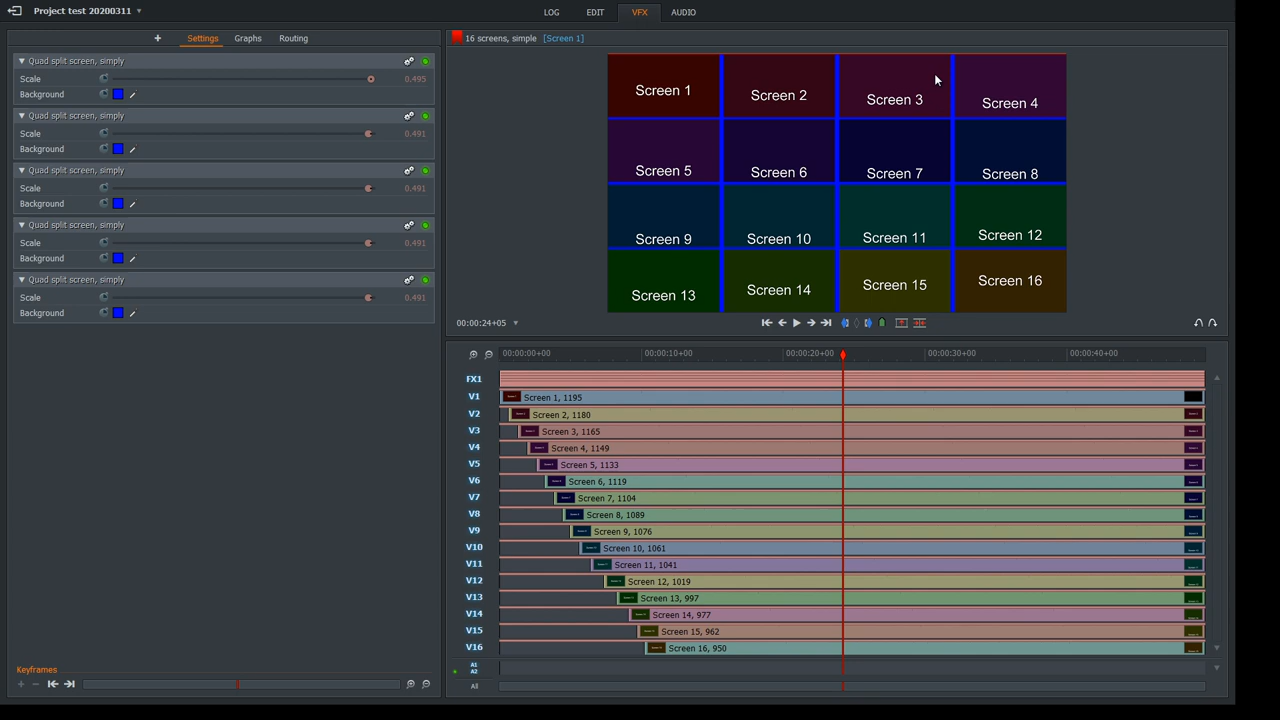 Project test 20200311
LOG EDIT VFX AUDIO
+ Settings Graphs Routing
16 screens, simple [Screen 1]
Quad split screen, simply
Scale 0.495
Background
Quad split screen, simply
Scale 0.491
Background
Quad split screen, simply
Scale 0.491
Background
Quad split screen, simply
Scale 0.491
Background
Quad split screen, simply
Scale 0.491
Background
Screen 1 Screen 2 Screen 3 Screen 4
Screen 5 Screen 6 Screen 7 Screen 8
Screen 9 Screen 10 Screen 11 Screen 12
Screen 13 Screen 14 Screen 15 Screen 16
00:00:24+05
00:00:00+00 00:00:10+00 00:00:20+00 00:00:30+00 00:00:40+00
FX1
V1 Screen 1, 1195
V2 Screen 2, 1180
V3 Screen 3, 1165
V4 Screen 4, 1149
V5 Screen 5, 1133
V6 Screen 6, 1119
V7 Screen 7, 1104
V8 Screen 8, 1089
V9 Screen 9, 1076
V10 Screen 10, 1061
V11 Screen 11, 1041
V12 Screen 12, 1019
V13 Screen 13, 997
V14 Screen 14, 977
V15 Screen 15, 962
V16 Screen 16, 950
A1
A2
All
Keyframes